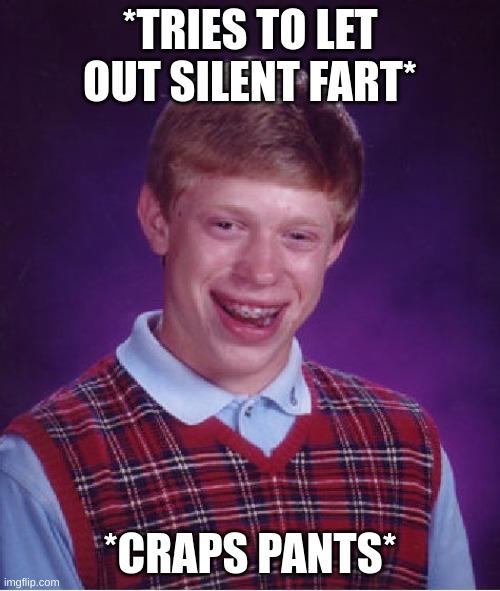 *TRIES TO LET
OUT SILENT FART*
*CRAPS PANTS*
imgflip.com